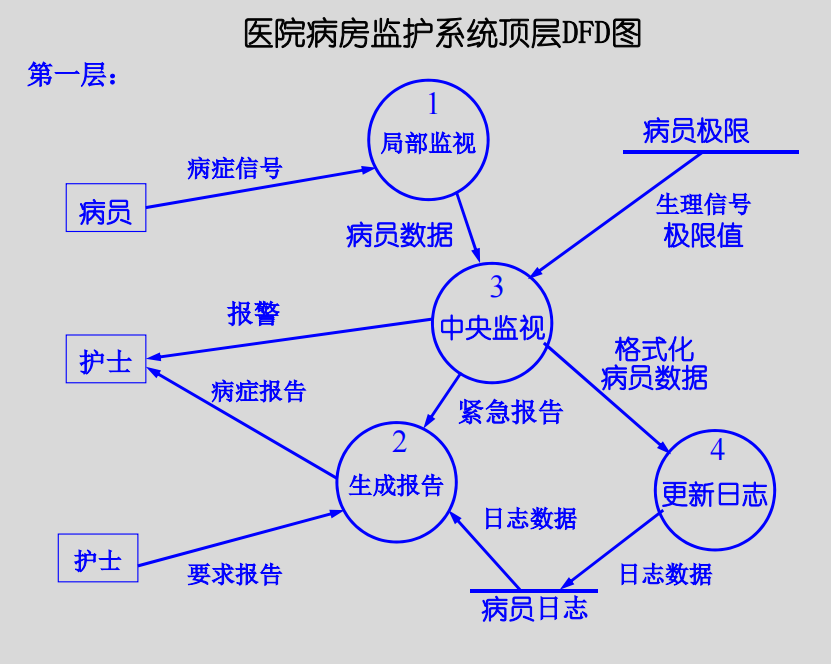 医院病房监护系统顶层DFD图
第一层：
1
局部监视
病员极限
病症信号
病员
生理信号
极限值
病员数据
3
中央监视
报警
护士
格式化
病员数据
病症报告
紧急报告
2
生成报告
4
更新日志
日志数据
护士
要求报告
日志数据
病员日志